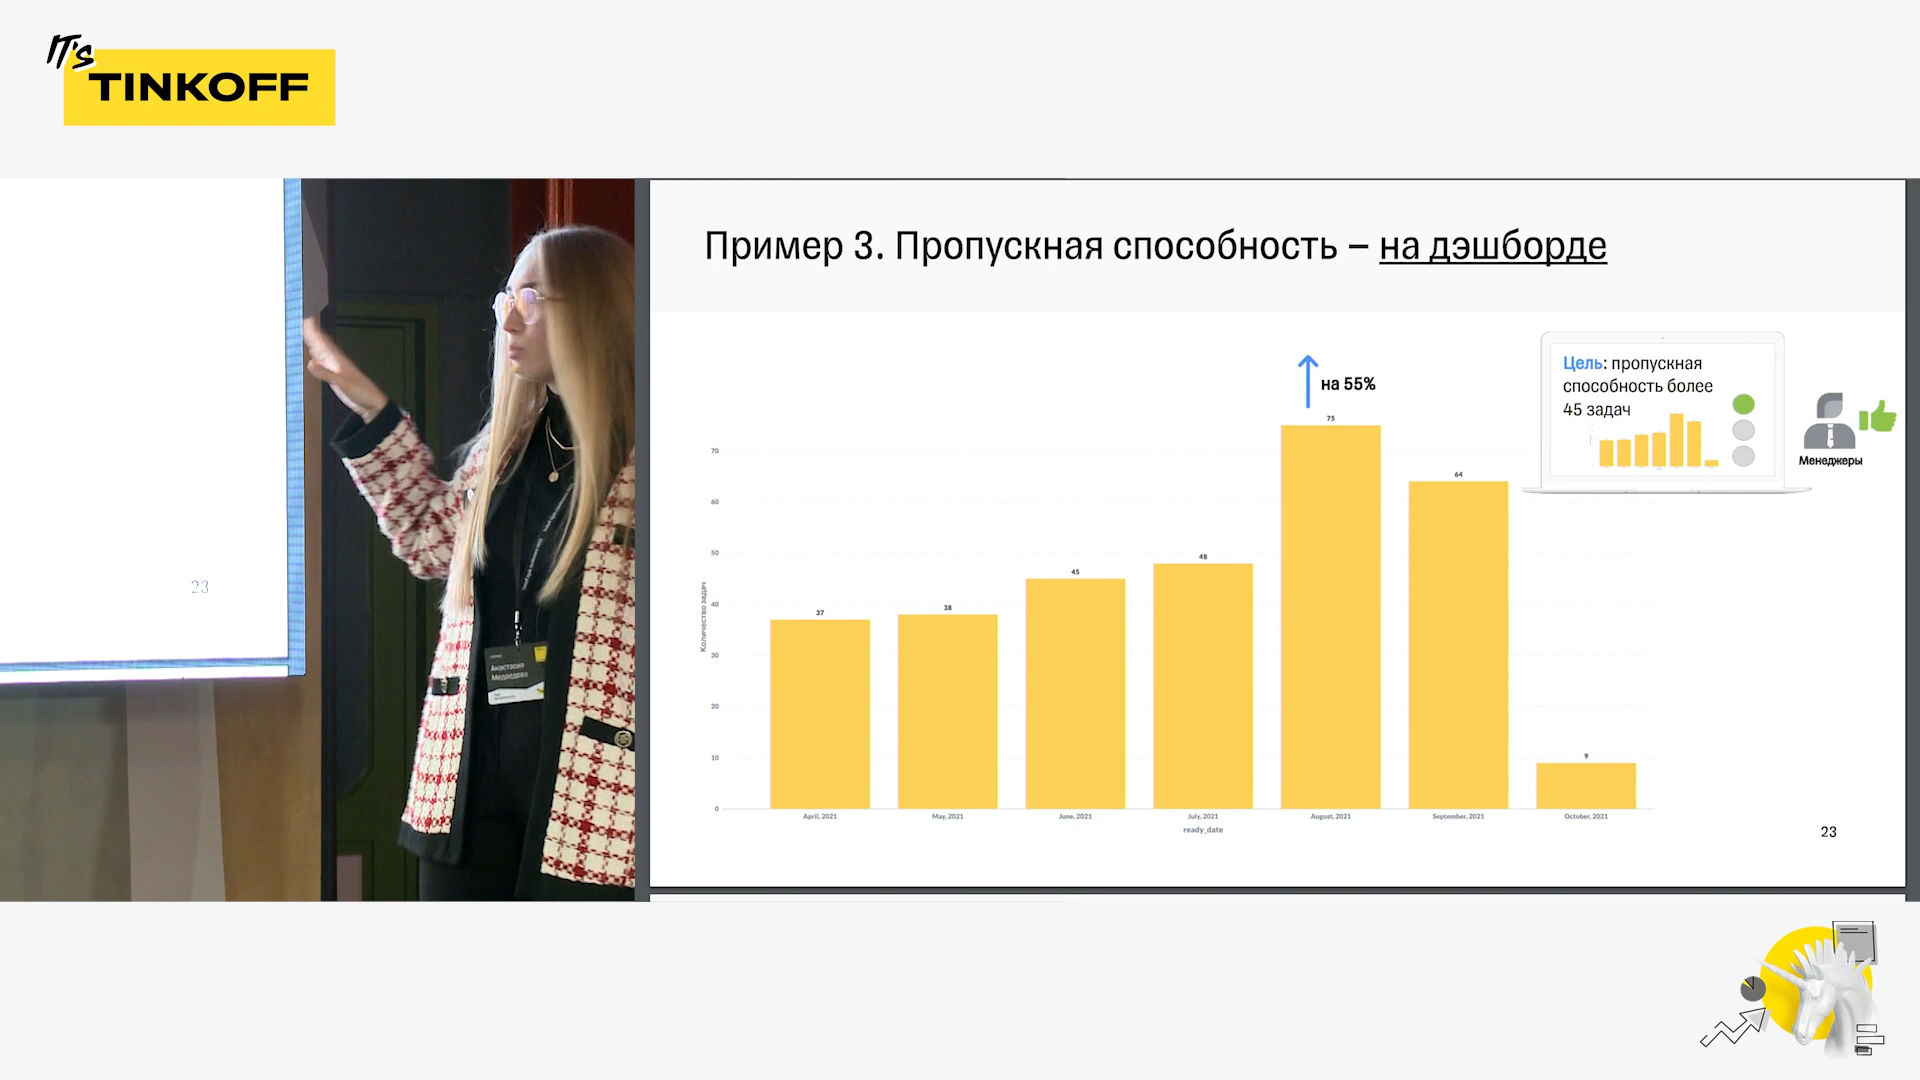 IT's
TINKOFF
23
Анастасия
Медведева
Пример 3. Пропускная способность – на дэшборде
на 55%
Цель: пропускная
способность более
45 задач
Менеджеры
Количество задач
70
60
50
40
30
20
10
0
37
38
45
48
75
64
9
April, 2021
May, 2021
June, 2021
July, 2021
August, 2021
September, 2021
October, 2021
ready_date
23